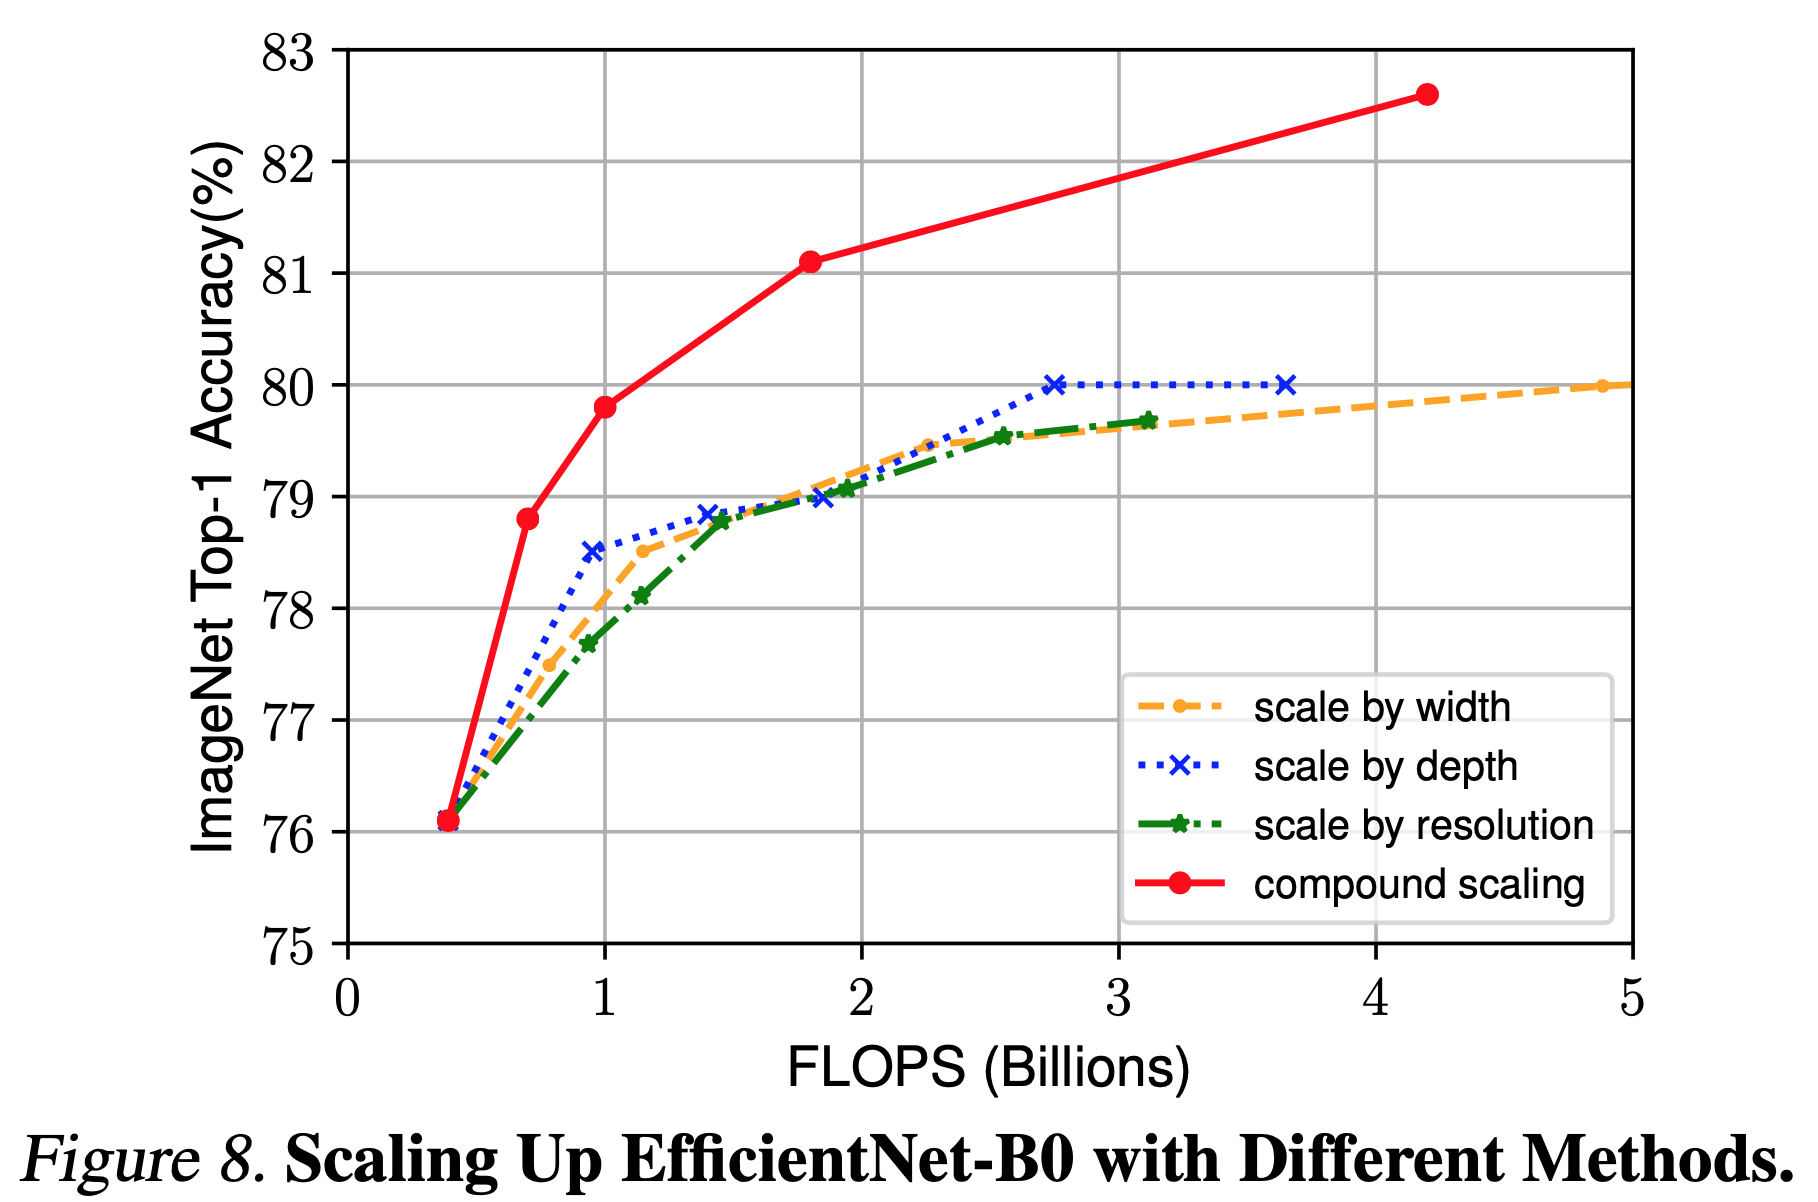 83
82
81
80
79
78
77
76
75
ImageNet Top-1 Accuracy(%)
scale by width
scale by depth
scale by resolution
compound scaling
0 1 2 3 4 5
FLOPS (Billions)
Figure 8. Scaling Up EfficientNet-B0 with Different Methods.